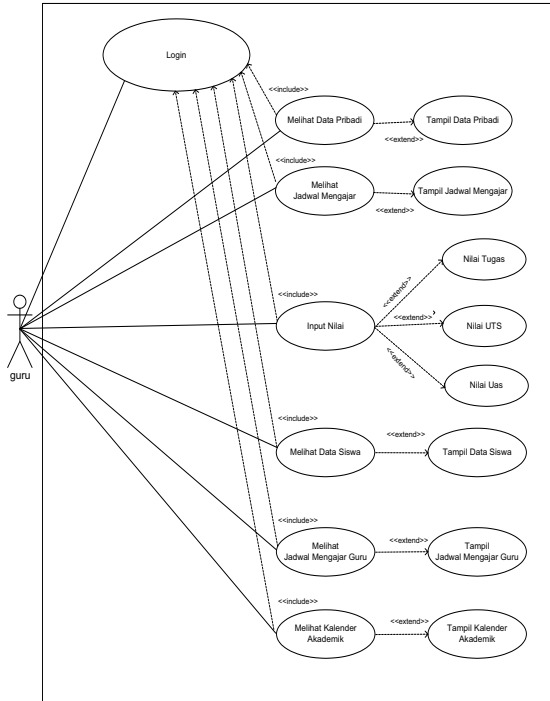 Login
<<include>>
Melihat Data Pribadi
<<extend>>
Tampil Data Pribadi
<<include>>
Melihat
Jadwal Mengajar
<<extend>>
Tampil Jadwal Mengajar
Nilai Tugas
<<extend>>
<<include>>
Input Nilai
<<extend>>
Nilai UTS
<<extend>>
Nilai Uas
guru
<<include>>
Melihat Data Siswa
<<extend>>
Tampil Data Siswa
<<include>>
Melihat
Jadwal Mengajar Guru
<<extend>>
Tampil
Jadwal Mengajar Guru
<<include>>
Melihat Kalender
Akademik
<<extend>>
Tampil Kalender
Akademik